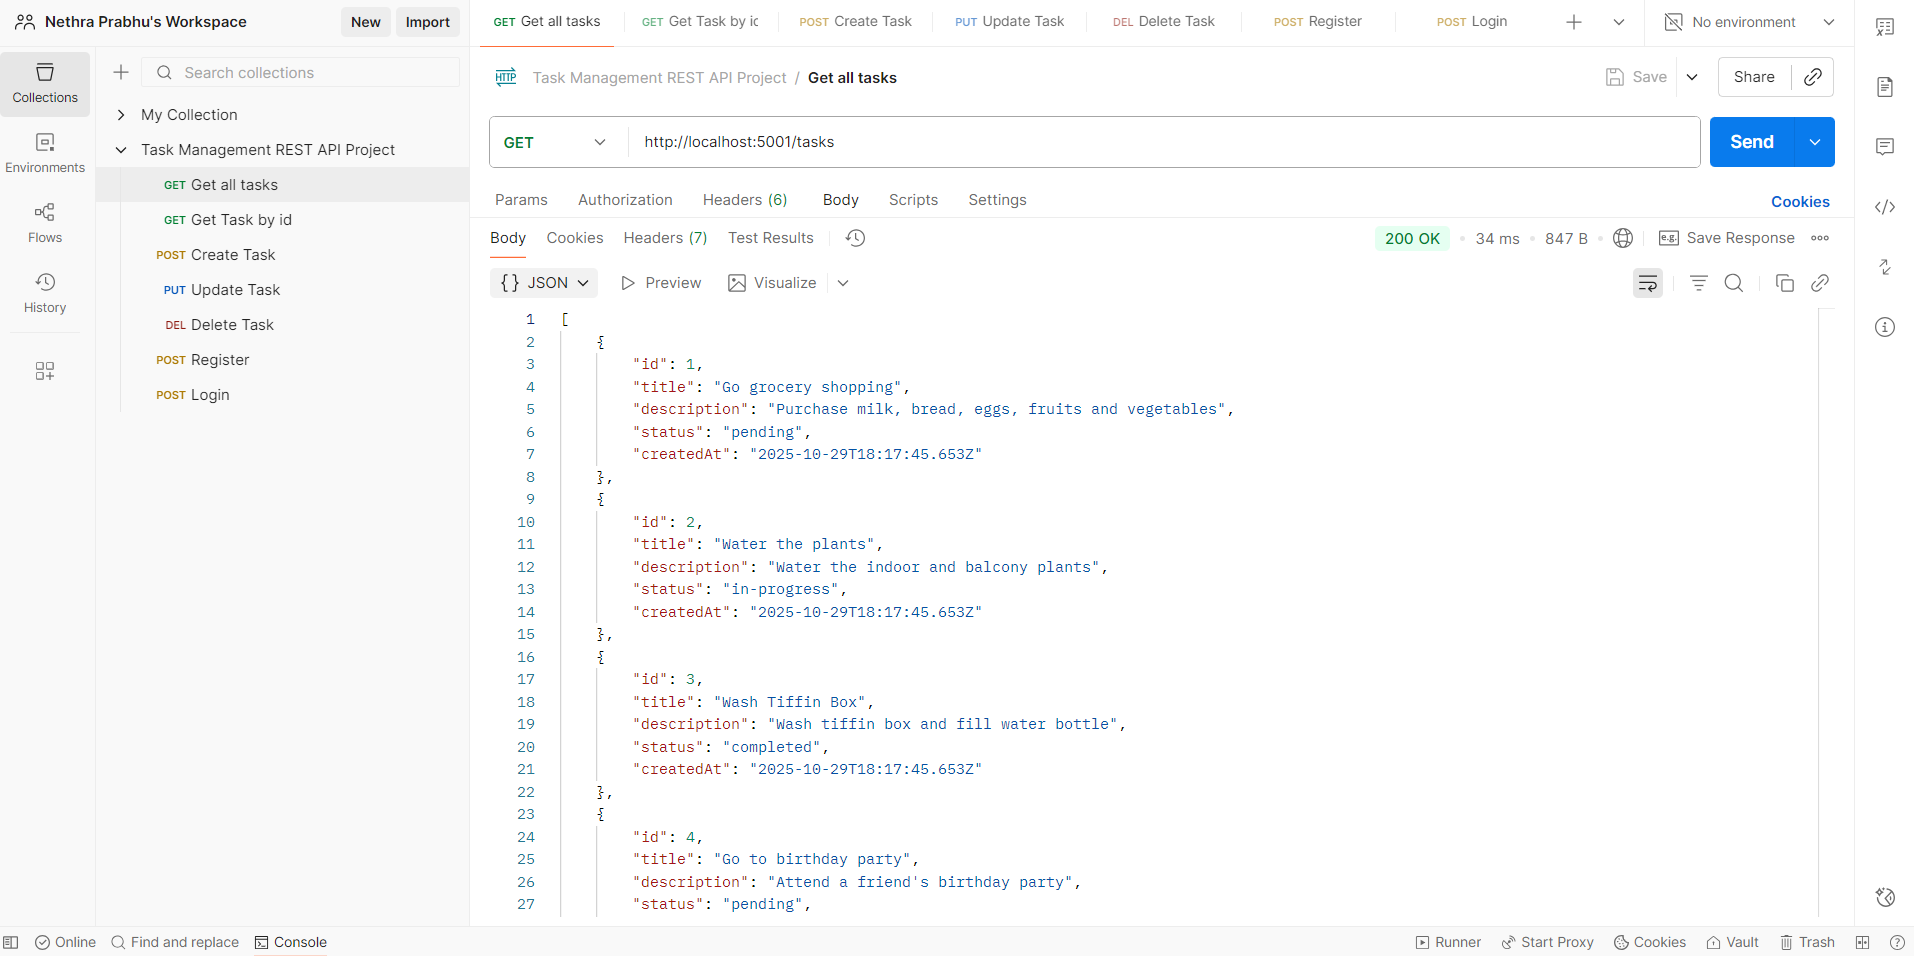 Nethra Prabhu's Workspace
New
Import
GET Get all tasks
GET Get Task by ic
POST Create Task
PUT Update Task
DEL Delete Task
POST Register
POST Login
No environment
Collections
Environments
Flows
History
Search collections
My Collection
Task Management REST API Project
GET Get all tasks
GET Get Task by id
POST Create Task
PUT Update Task
DEL Delete Task
POST Register
POST Login
HTTP Task Management REST API Project / Get all tasks
Save
Share
GET http://localhost:5001/tasks
Send
Params Authorization Headers (6) Body Scripts Settings
Cookies
Body Cookies Headers (7) Test Results
200 OK • 34 ms • 847 B • e.g. Save Response
{} JSON Preview Visualize
1 [
2 {
3 "id": 1,
4 "title": "Go grocery shopping",
5 "description": "Purchase milk, bread, eggs, fruits and vegetables",
6 "status": "pending",
7 "createdAt": "2025-10-29T18:17:45.653Z"
8 },
9 {
10 "id": 2,
11 "title": "Water the plants",
12 "description": "Water the indoor and balcony plants",
13 "status": "in-progress",
14 "createdAt": "2025-10-29T18:17:45.653Z"
15 },
16 {
17 "id": 3,
18 "title": "Wash Tiffin Box",
19 "description": "Wash tiffin box and fill water bottle",
20 "status": "completed",
21 "createdAt": "2025-10-29T18:17:45.653Z"
22 },
23 {
24 "id": 4,
25 "title": "Go to birthday party",
26 "description": "Attend a friend's birthday party",
27 "status": "pending",
Online Find and replace Console
Runner Start Proxy Cookies Vault Trash